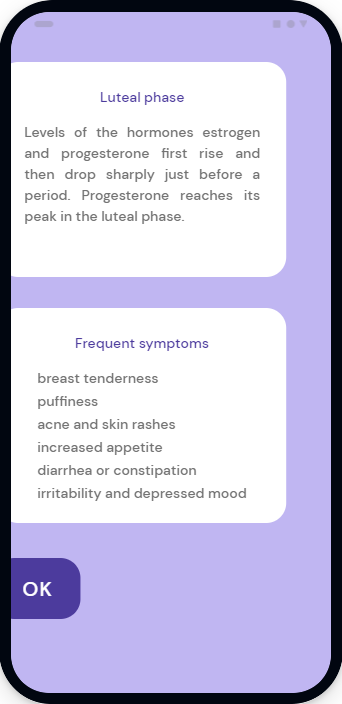 Luteal phase
Levels of the hormones estrogen
and progesterone first rise and
then drop sharply just before a
period. Progesterone reaches its
peak in the luteal phase.
Frequent symptoms
breast tenderness
puffiness
acne and skin rashes
increased appetite
diarrhea or constipation
irritability and depressed mood
OK